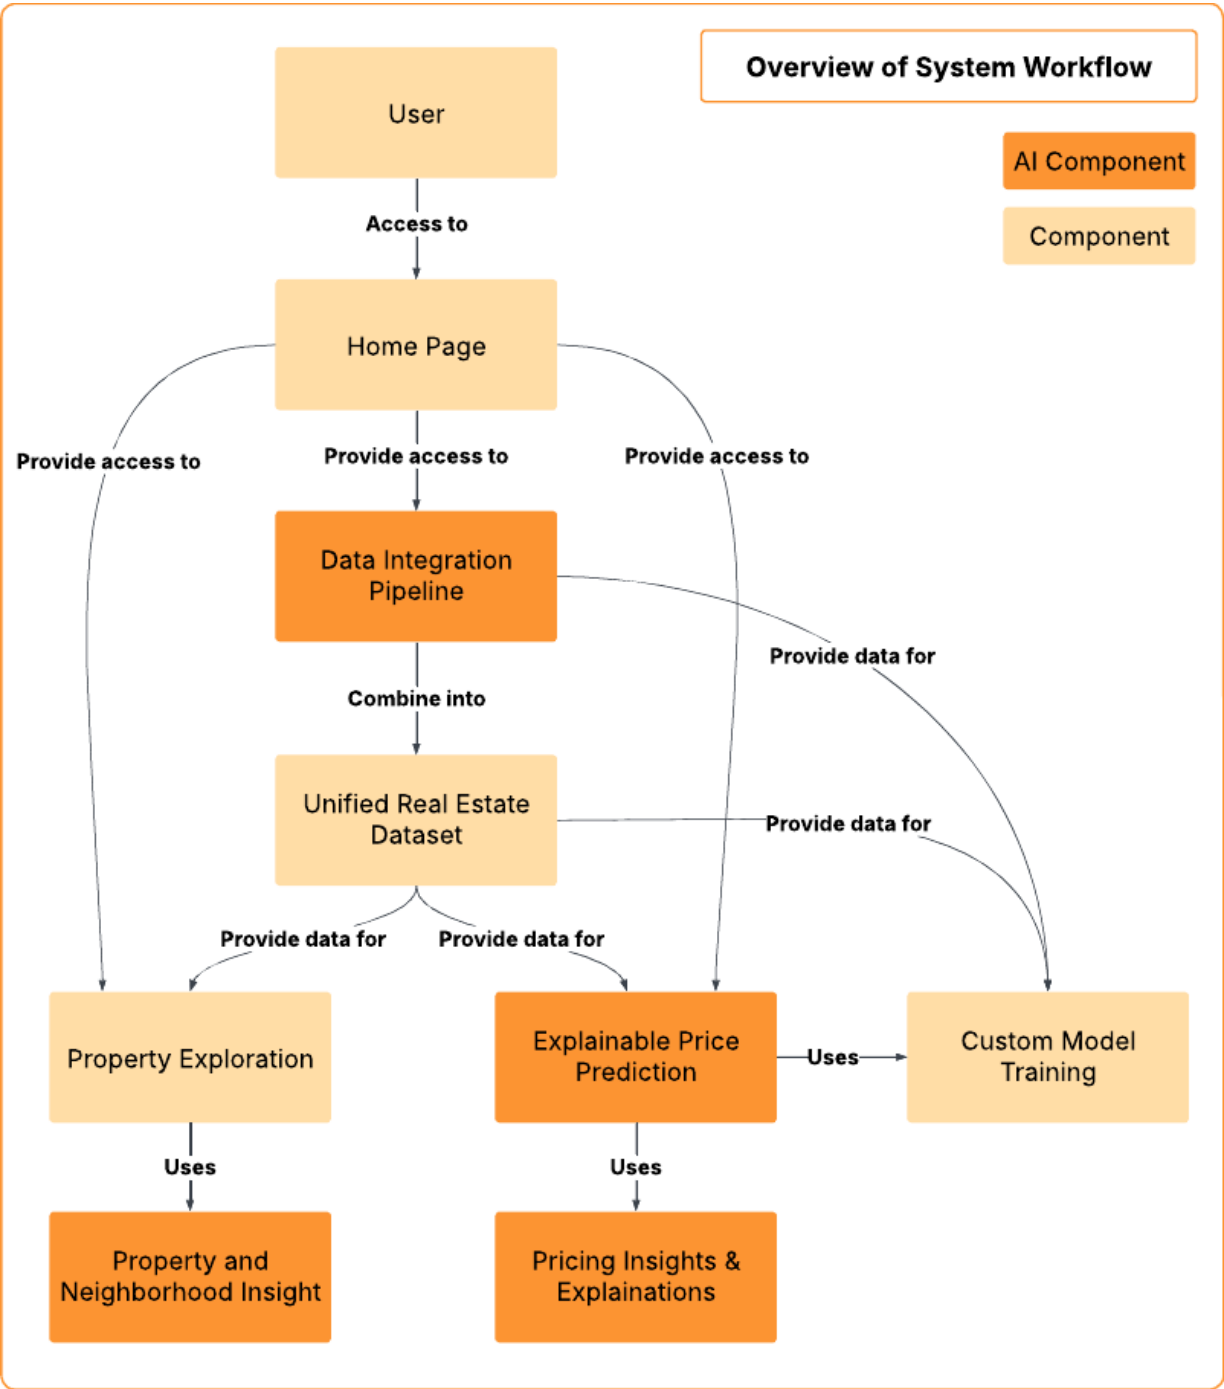 Overview of System Workflow
AI Component
Component
User
Access to
Home Page
Provide access to
Provide access to
Provide access to
Data Integration
Pipeline
Provide data for
Combine into
Unified Real Estate
Dataset
Provide data for
Provide data for
Provide data for
Property Exploration
Explainable Price
Prediction
Uses
Custom Model
Training
Uses
Uses
Property and
Neighborhood Insight
Pricing Insights &
Explainations